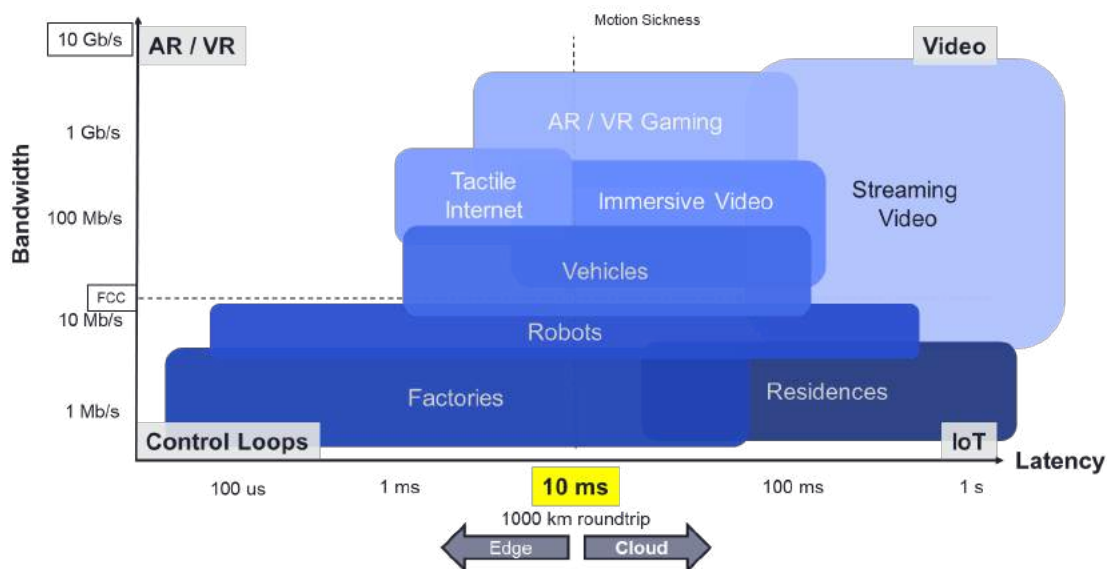 Motion Sickness
10 Gb/s
AR / VR
Video
AR / VR Gaming
1 Gb/s
Tactile
Internet
Immersive Video
Streaming
Video
100 Mb/s
Bandwidth
Vehicles
FCC
10 Mb/s
Robots
Factories
Residences
1 Mb/s
Control Loops
IoT
Latency
100 us
1 ms
10 ms
100 ms
1 s
1000 km roundtrip
Edge
Cloud